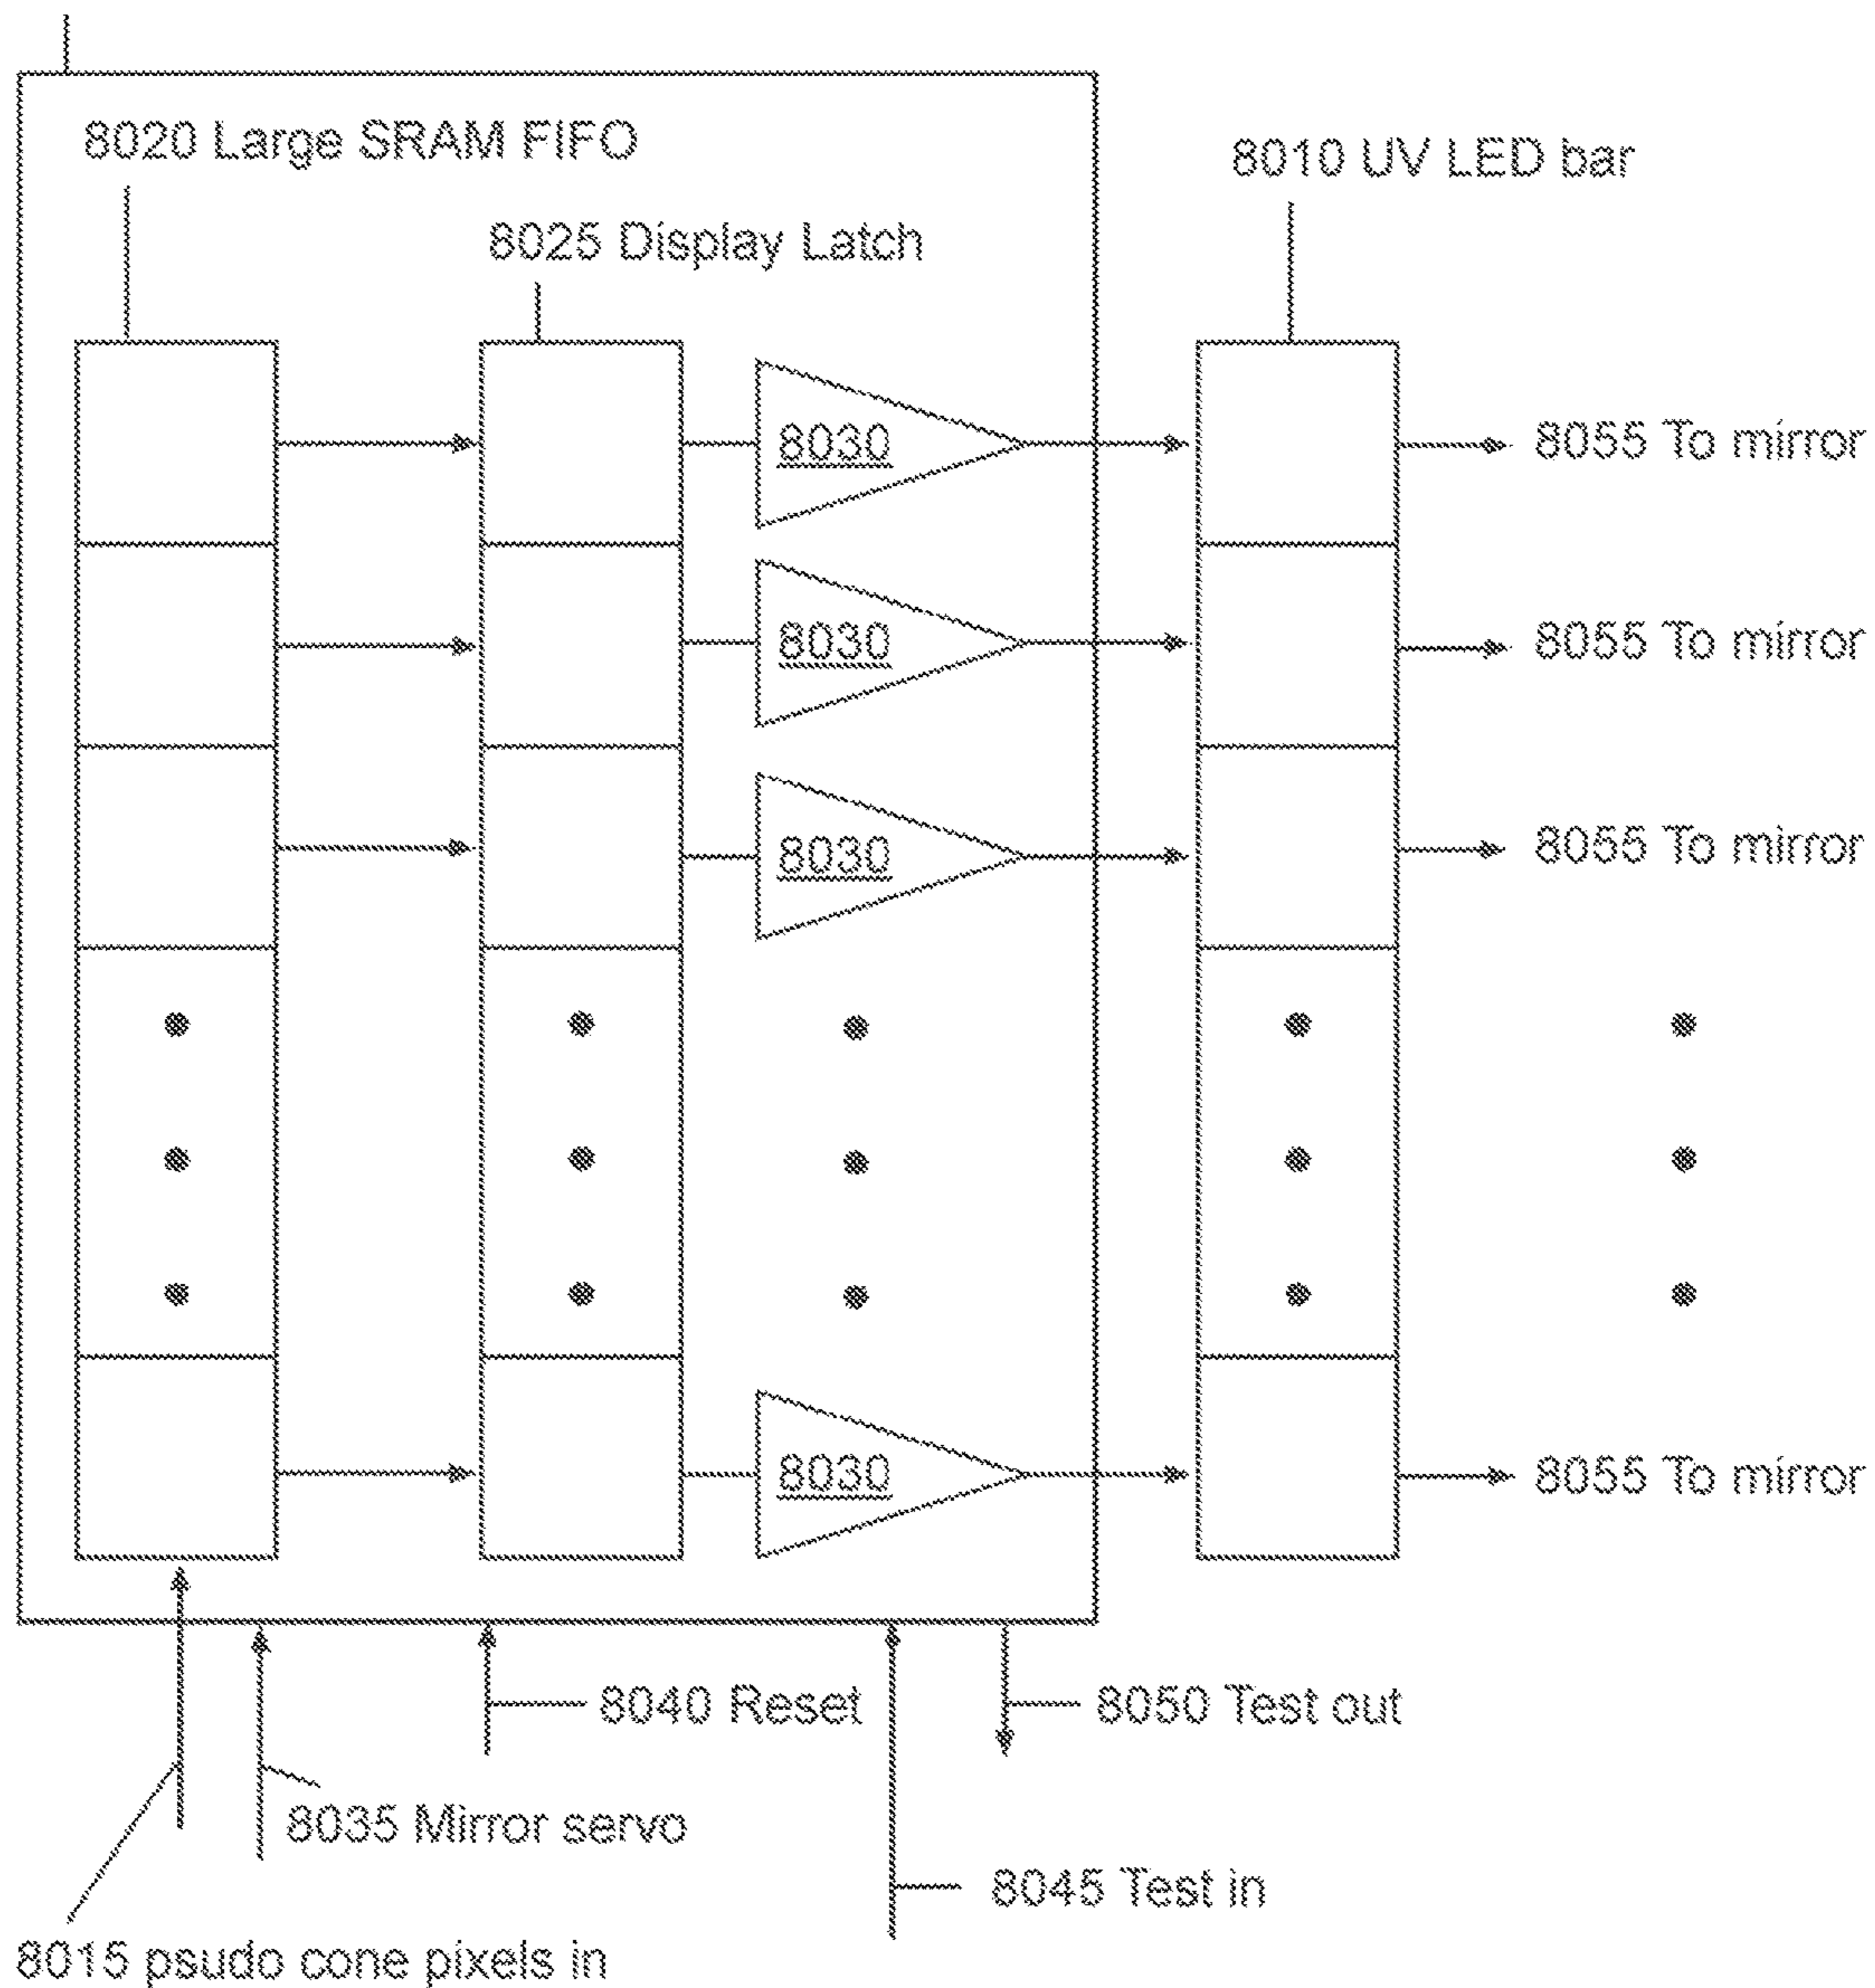 8020 Large SRAM FIFO
8010 UV LED bar
8025 Display Latch
8030
8055 To mirror
8030
8055 To mirror
8030
8055 To mirror
8030
8055 To mirror
8040 Reset
8050 Test out
8035 Mirror servo
8045 Test in
8015 psudo cone pixels in